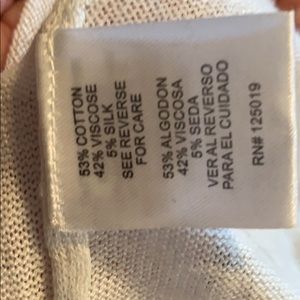 53% COTTON
42% VISCOSE
5% SILK
SEE REVERSE
FOR CARE
53% ALGODON
42% VISCOSA
5% SEDA
VER AL REVERSO
PARA EL CUIDADO
RN# 125019